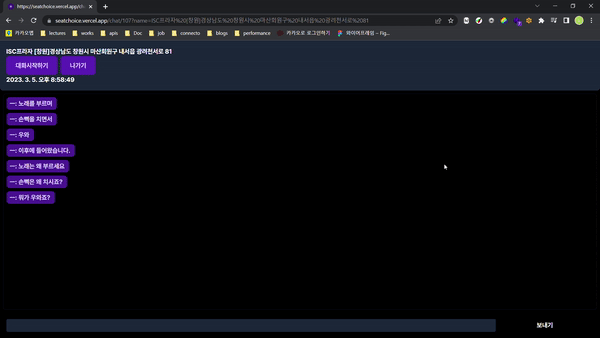 https://seatchoice.vercel.app/ch
seatchoice.vercel.app/chat/107?name=ISC프라자%20[창원]경상남도%20창원시%20마산회원구%20내서읍%20광려천서로%2081
카카오맵
lectures
works
apis
Doc
job
connecto
blogs
performance
카카오로 로그인하기
와이어프레임 – Fig...
ISC프라자 [창원]경상남도 창원시 마산회원구 내서읍 광려천서로 81
대화시작하기
나가기
2023. 3. 5. 오후 8:58:49
ㅡ: 노래를 부르며
ㅡ: 손뼉을 치면서
ㅡ: 우와
ㅡ: 이후에 들어왔습니다.
ㅡ: 노래는 왜 부르세요
ㅡ: 손뼉은 왜 치시죠?
ㅡ: 뭐가 우와죠?
보내기